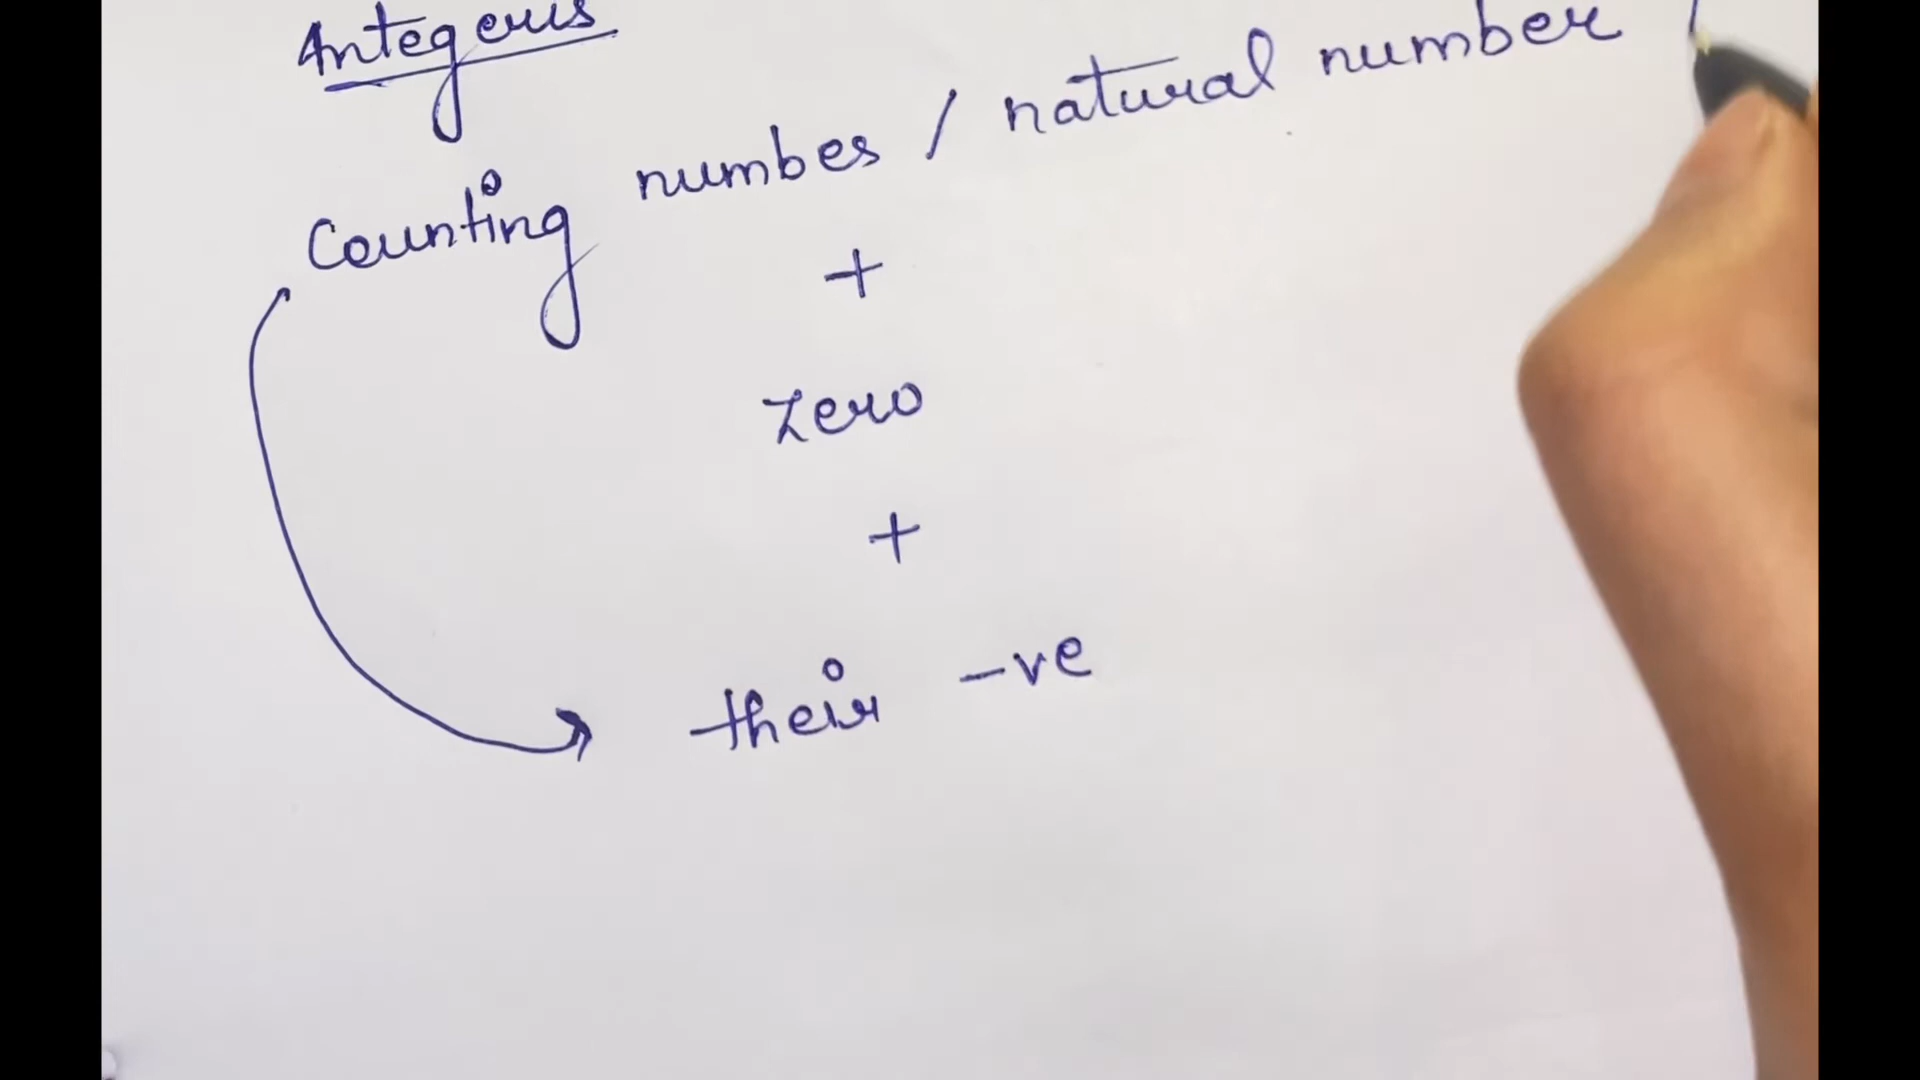 Integers
Counting numbes / natural number /
+
zero
+
their -ve